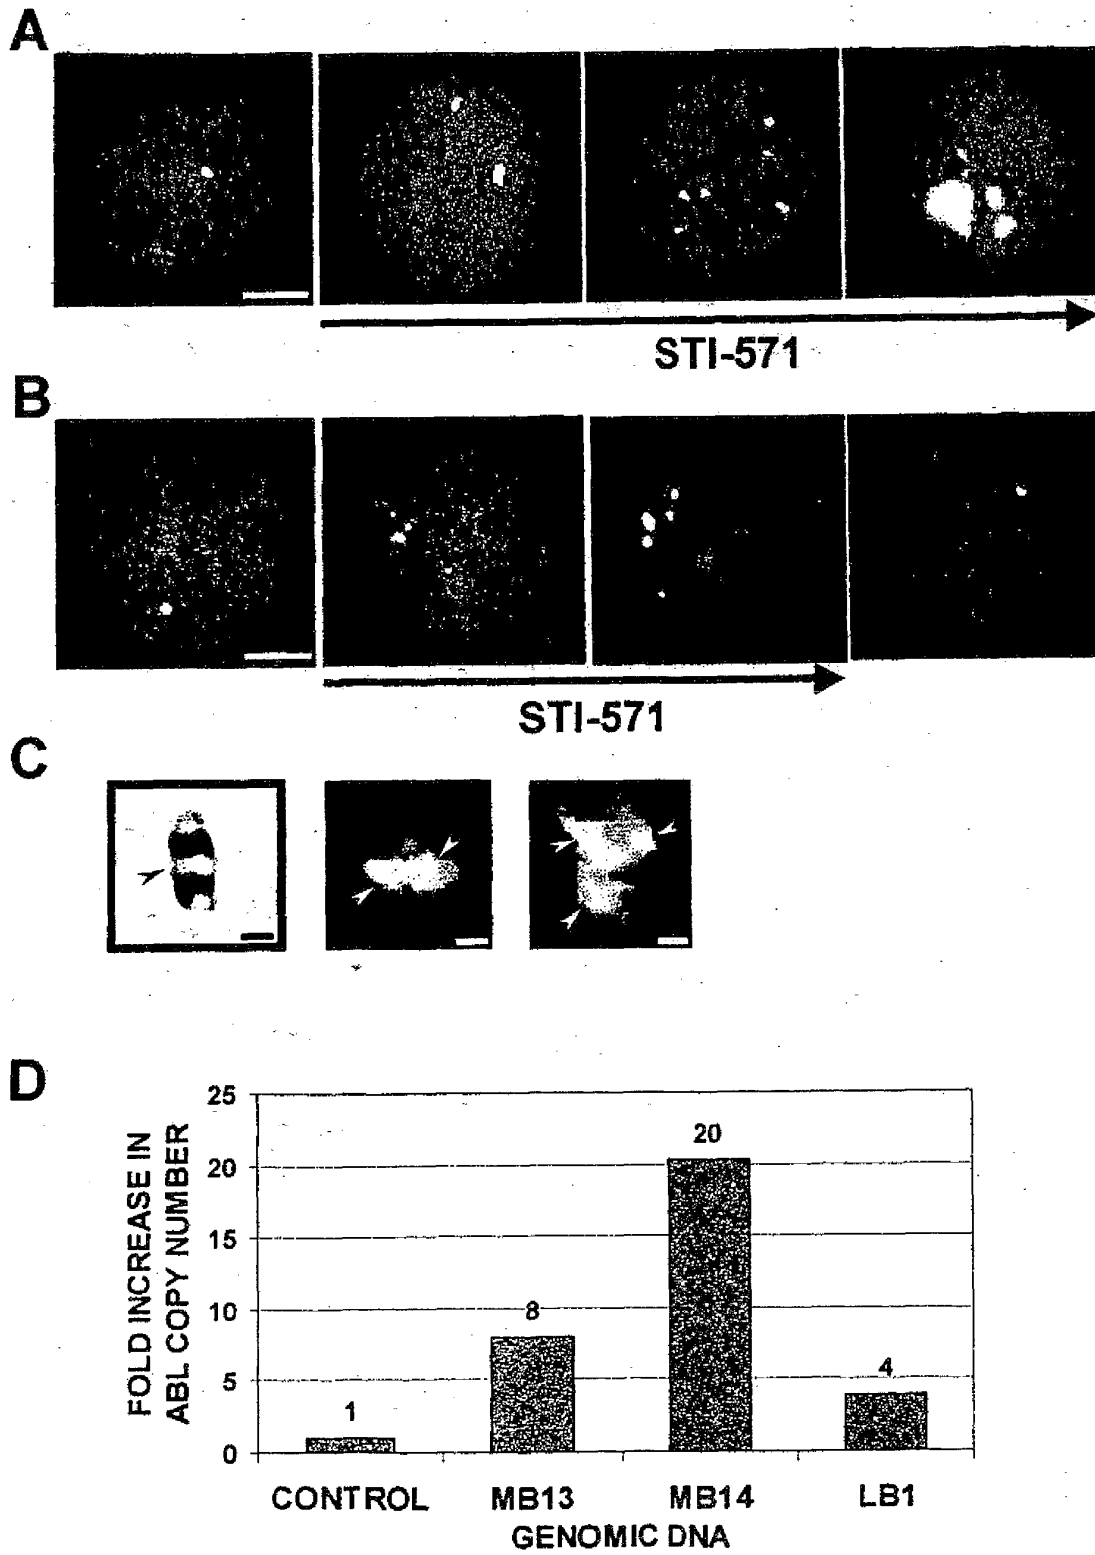 A
STI-571
B
STI-571
C
D
FOLD INCREASE IN
ABL COPY NUMBER
25
20
15
10
5
0
1
8
20
4
CONTROL MB13 MB14 LB1
GENOMIC DNA